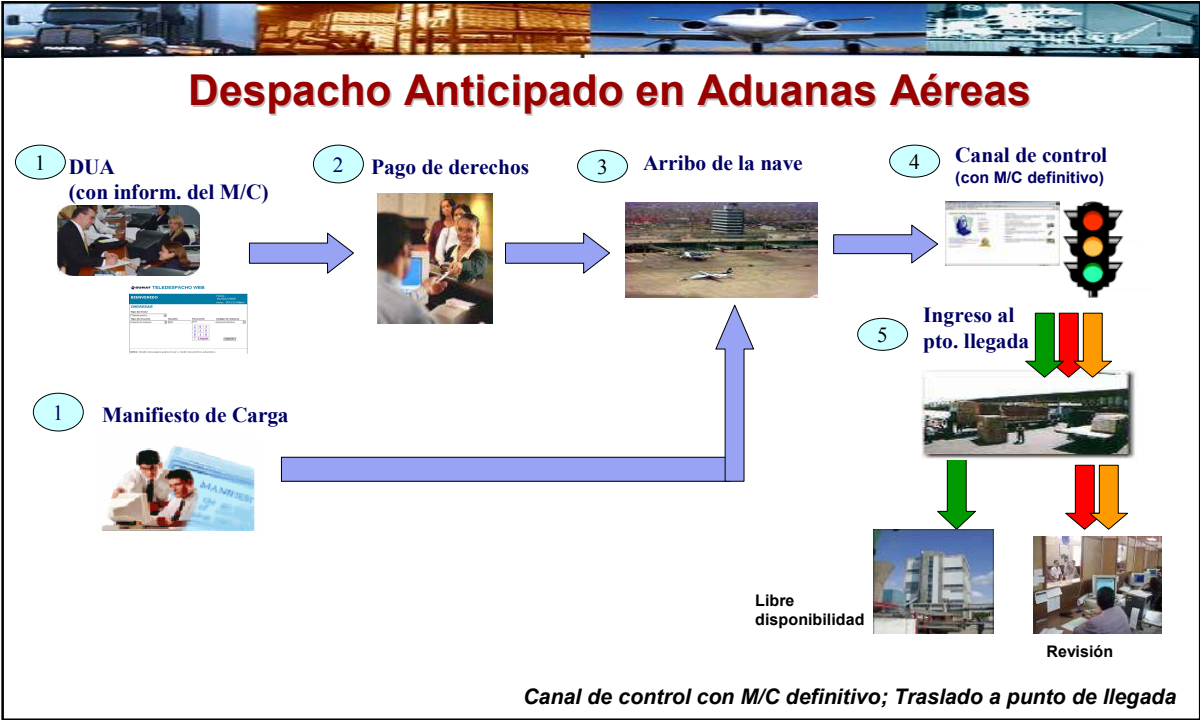 Despacho Anticipado en Aduanas Aéreas
1
DUA
(con inform. del M/C)
2
Pago de derechos
3
Arribo de la nave
4
Canal de control
(con M/C definitivo)
TELEDESPACHO WEB
BIENVENIDO
5
Ingreso al
pto. llegada
1
Manifiesto de Carga
MANIFIEST
Libre
disponibilidad
Revisión
Canal de control con M/C definitivo; Traslado a punto de llegada